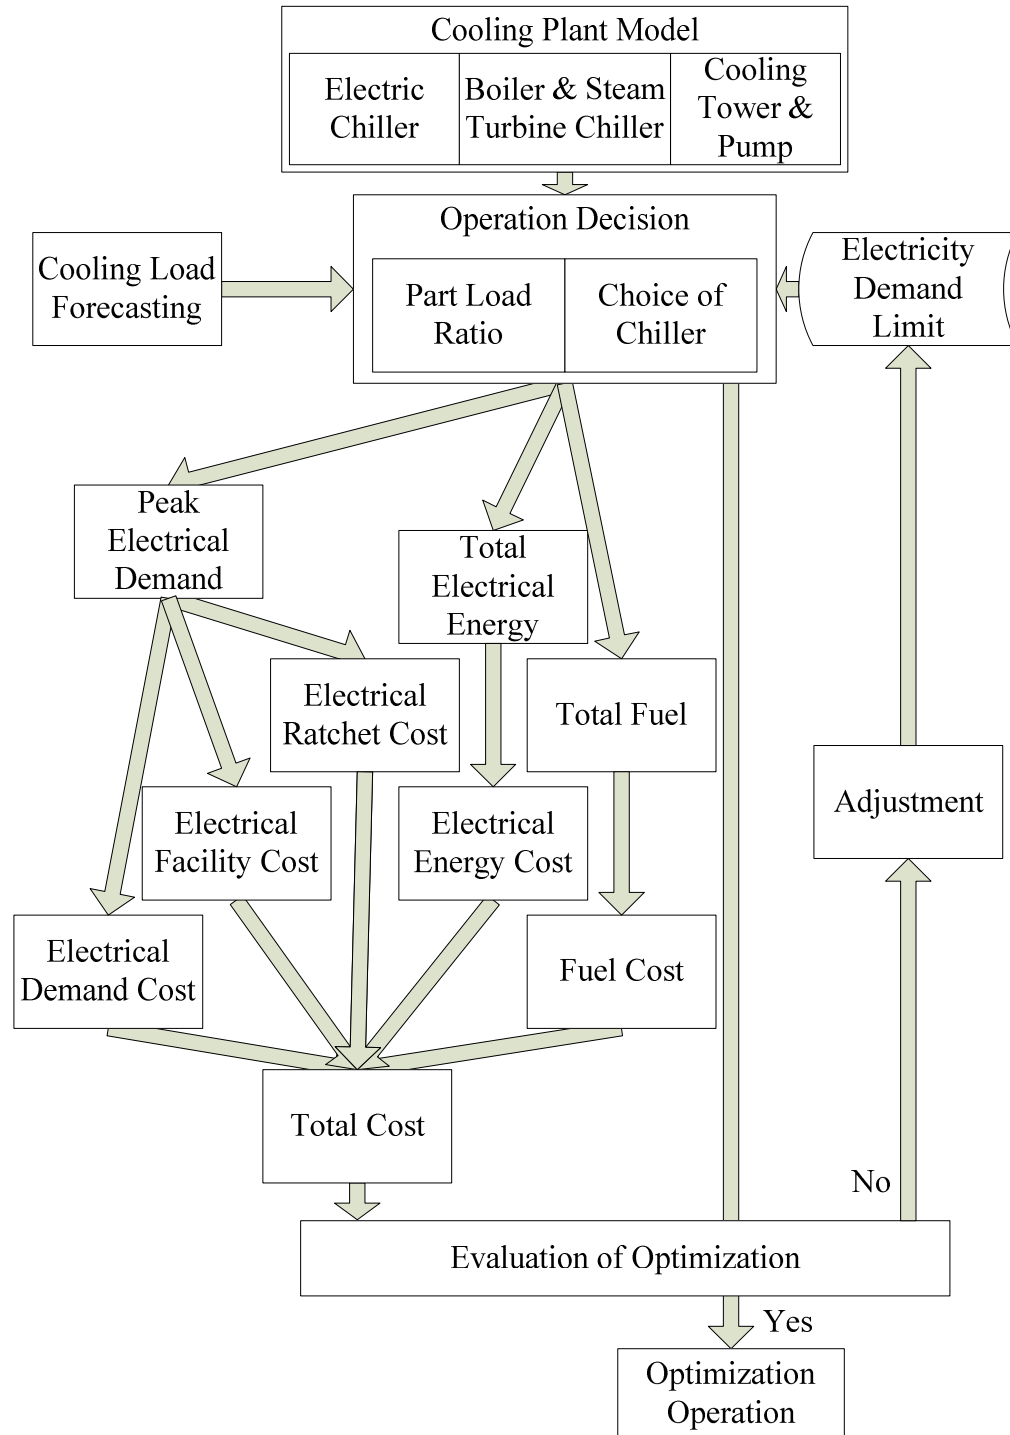 Cooling Plant Model
Electric
Chiller
Boiler & Steam
Turbine Chiller
Cooling
Tower &
Pump
Operation Decision
Part Load
Ratio
Choice of
Chiller
Cooling Load
Forecasting
Electricity
Demand
Limit
Peak
Electrical
Demand
Total
Electrical
Energy
Electrical
Ratchet Cost
Total Fuel
Adjustment
Electrical
Facility Cost
Electrical
Energy Cost
Electrical
Demand Cost
Fuel Cost
Total Cost
No
Evaluation of Optimization
Yes
Optimization
Operation